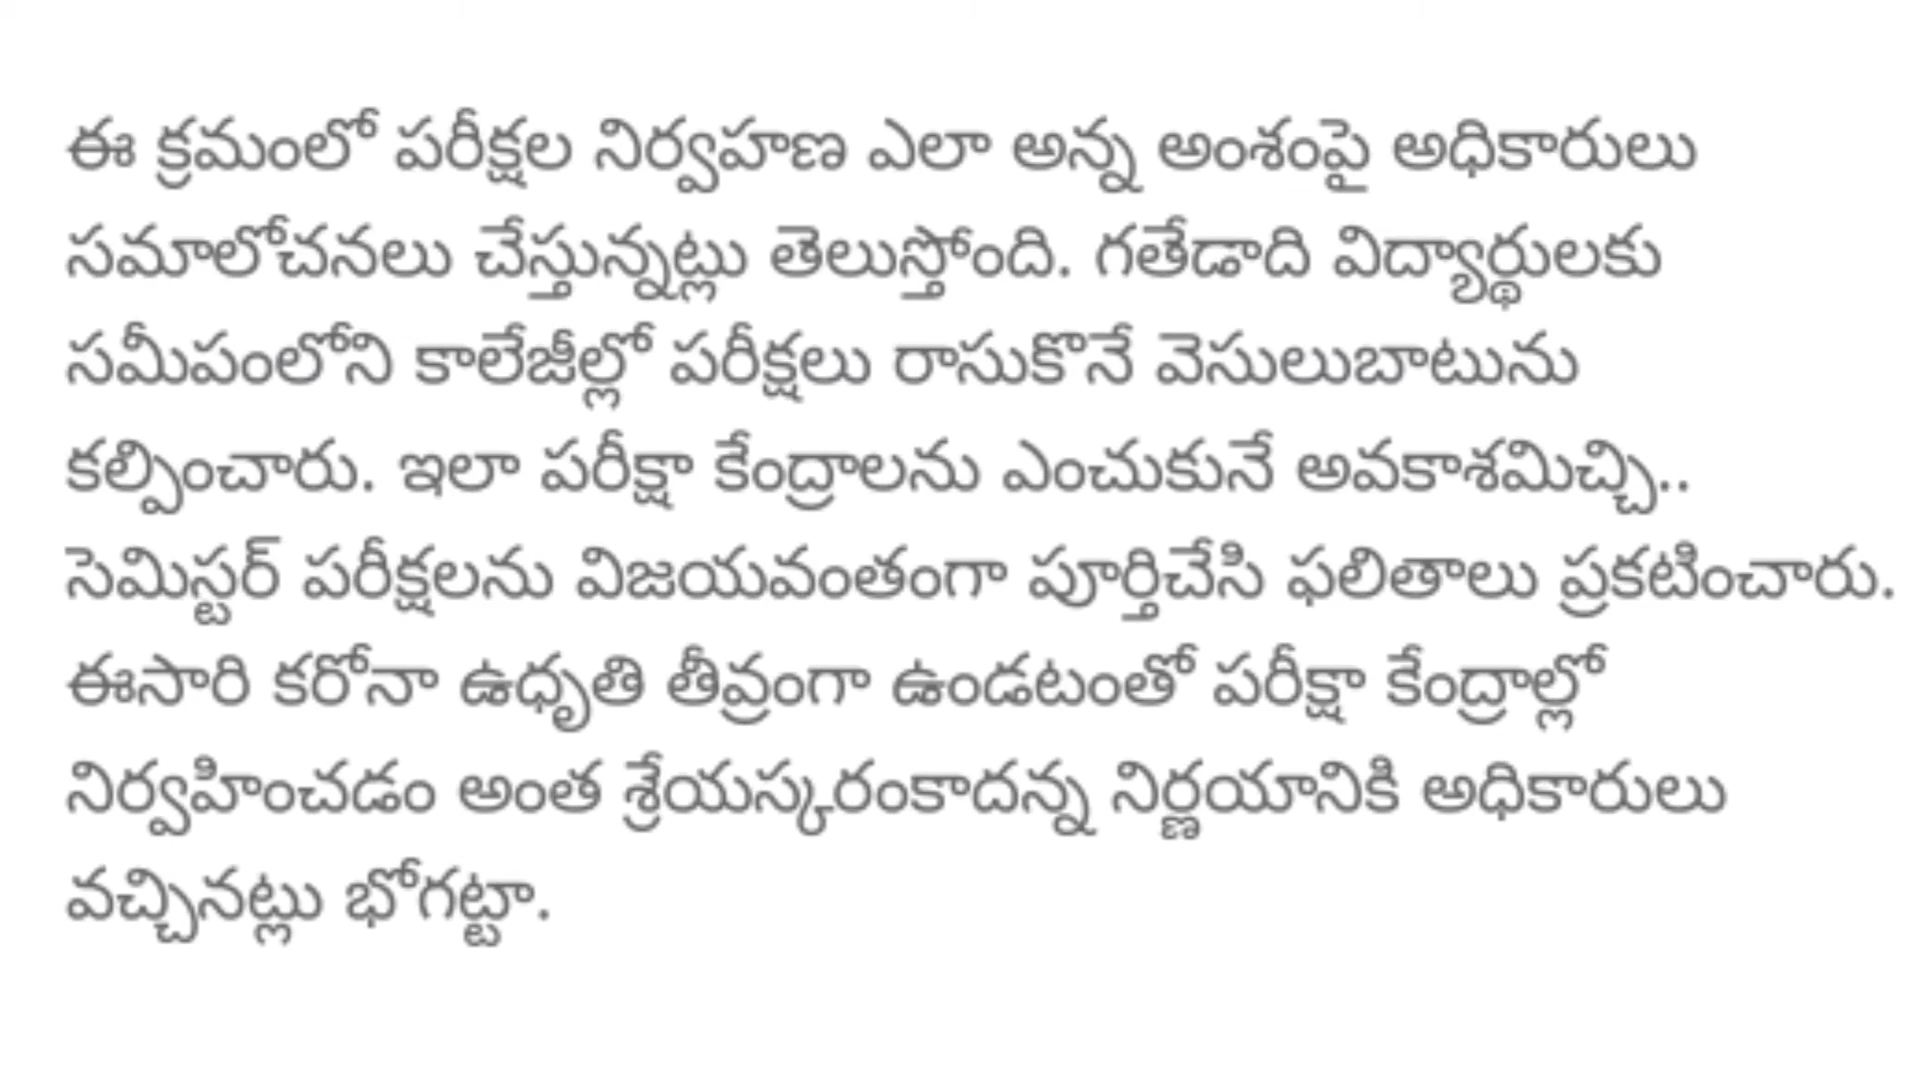 ఈ క్రమంలో పరీక్షల నిర్వహణ ఎలా అన్న అంశంపై అధికారులు
సమాలోచనలు చేస్తున్నట్లు తెలుస్తోంది. గతేడాది విద్యార్థులకు
సమీపంలోని కాలేజీల్లో పరీక్షలు రాసుకొనే వెసులుబాటును
కల్పించారు. ఇలా పరీక్షా కేంద్రాలను ఎంచుకునే అవకాశమిచ్చి..
సెమిస్టర్ పరీక్షలను విజయవంతంగా పూర్తిచేసి ఫలితాలు ప్రకటించారు.
ఈసారి కరోనా ఉధృతి తీవ్రంగా ఉండటంతో పరీక్షా కేంద్రాల్లో
నిర్వహించడం అంత శ్రేయస్కరంకాదన్న నిర్ణయానికి అధికారులు
వచ్చినట్లు భోగట్టా.